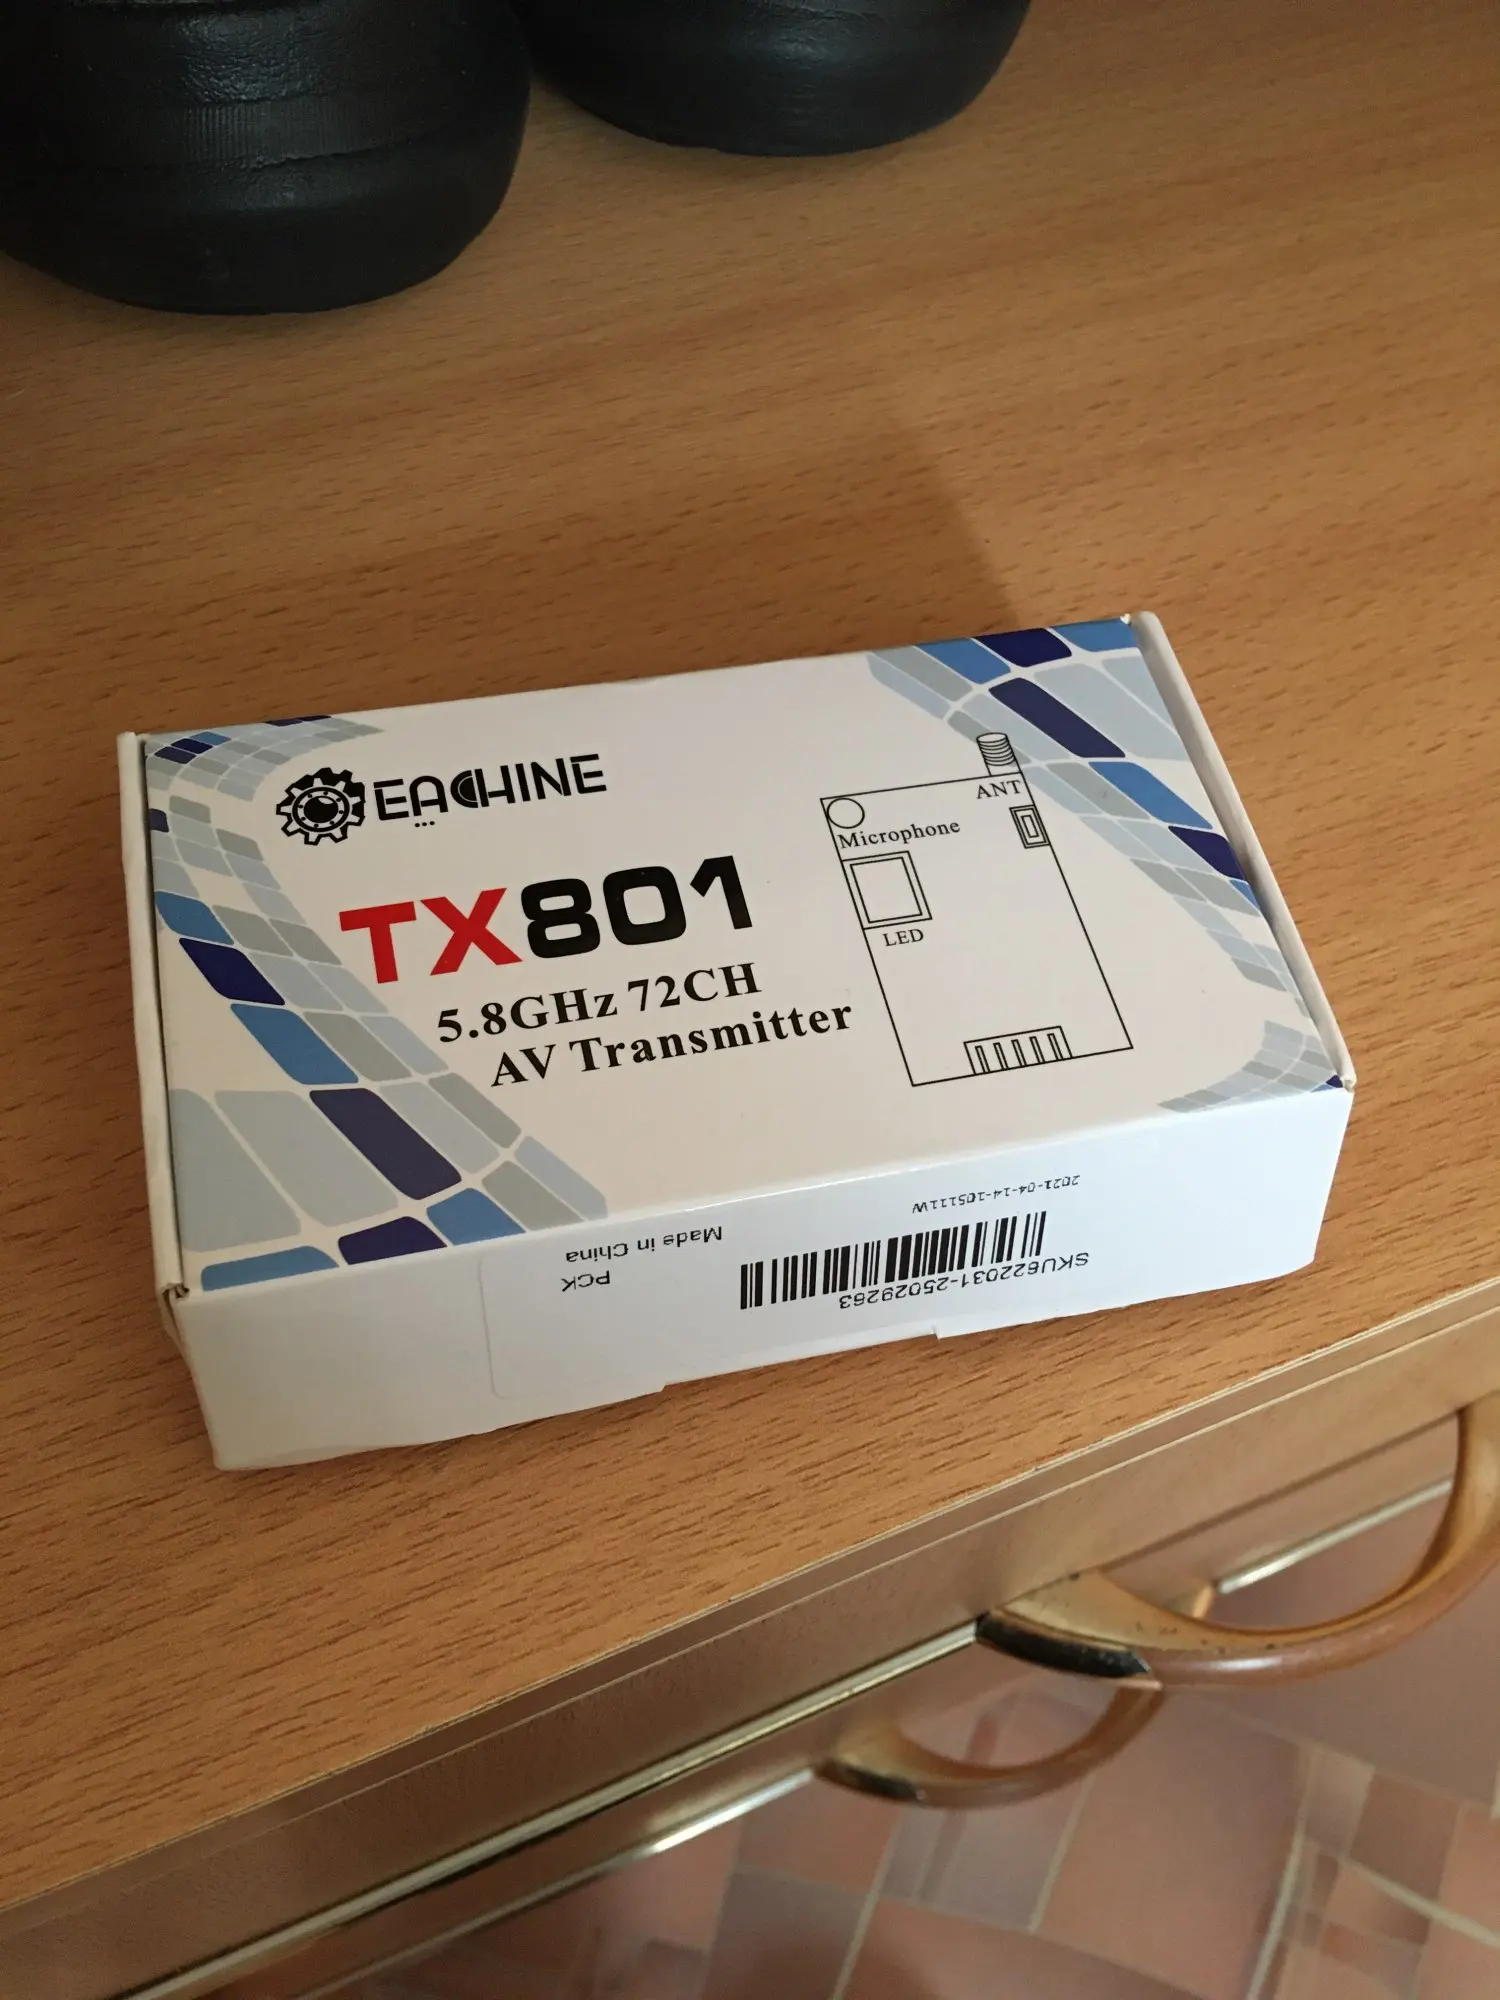 EACHINE
TX801
5.8GHz 72CH
AV Transmitter
ANT
Microphone
LED
SKU622031-25029263
2021-04-14-105111W
PCK
Made in China